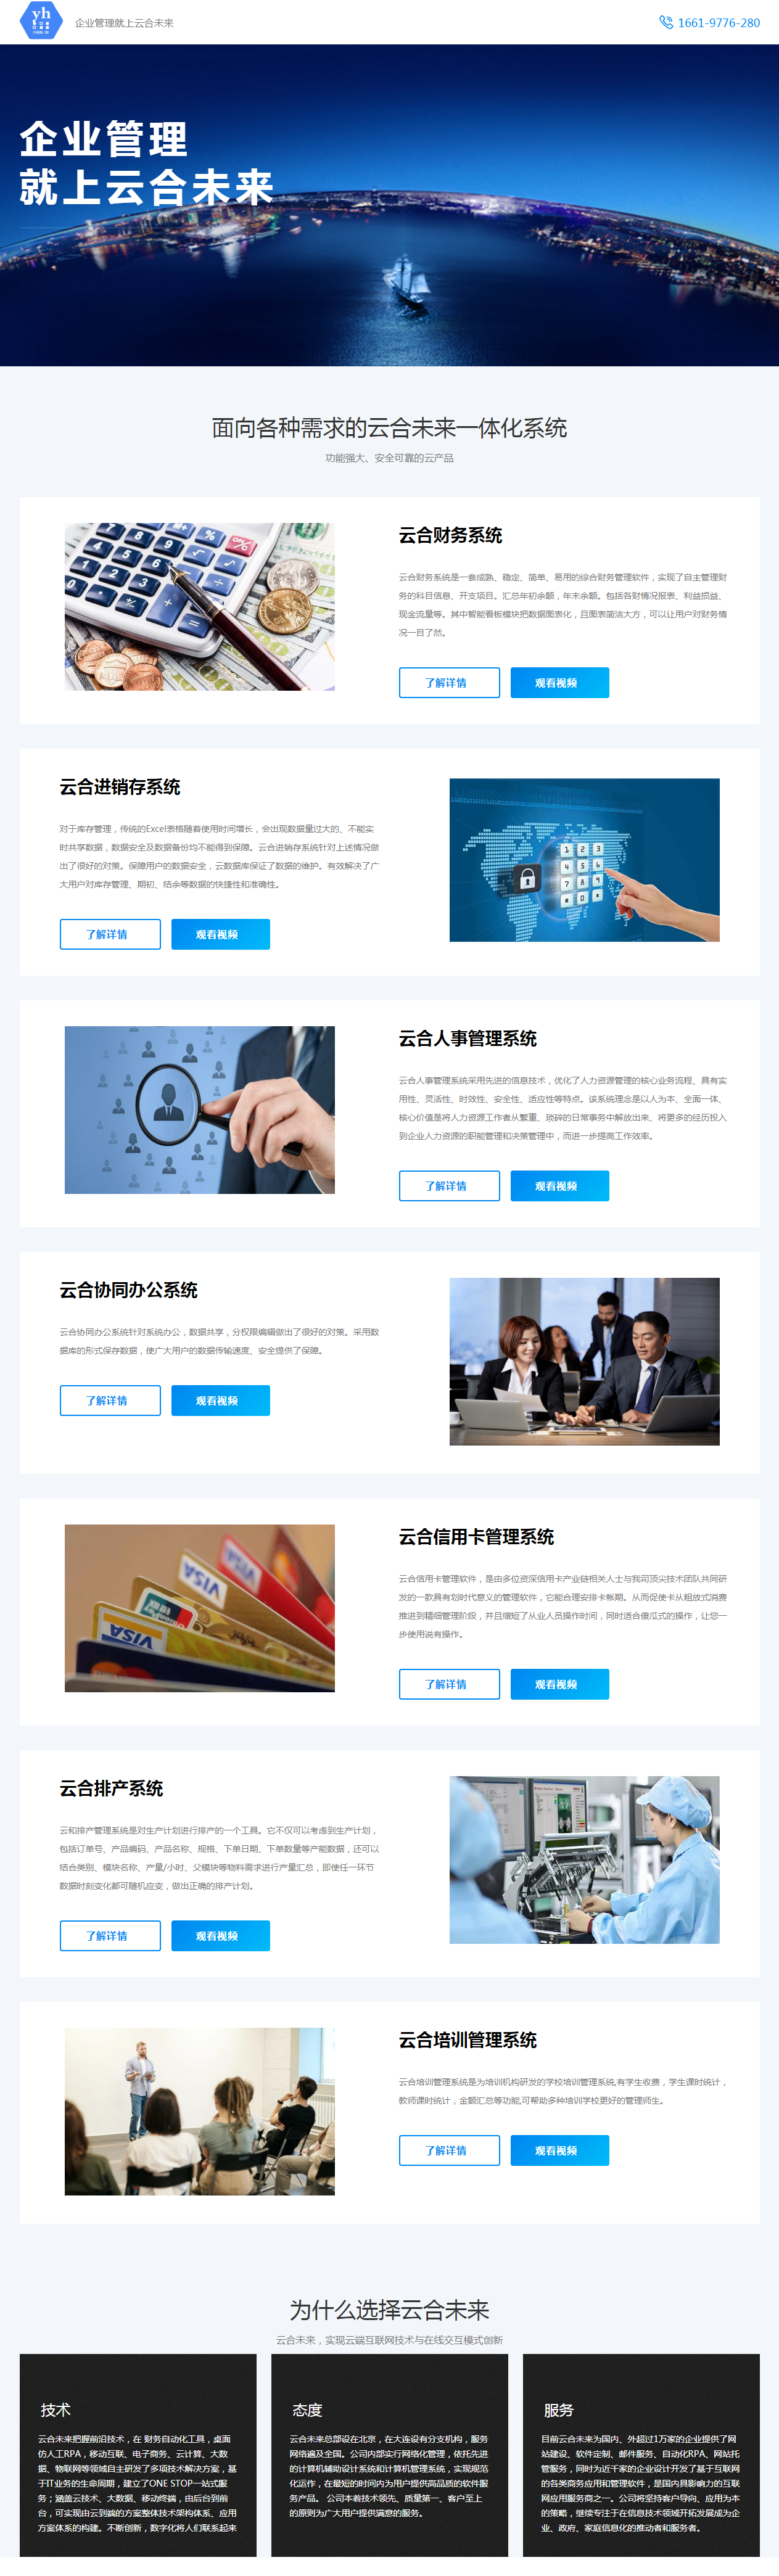 yh
企业管理就上云合未来
1661-9776-280
企业管理
就上云合未来
面向各种需求的云合未来一体化系统
功能强大、安全可靠的云产品
云合财务系统
云合财务系统是一套成熟、稳定、简单、易用的综合财务管理软件，实现了自主管理财
务的科目信息、开支项目。汇总年初余额，年末余额。包括各财情况报表、利益损益、
现金流量等。其中智能看板模块把数据图表化，且图表简洁大方，可以让用户对财务情
况一目了然。
了解详情
观看视频
云合进销存系统
对于库存管理，传统的Excel表格随着使用时间增长，会出现数据量过大的、不能实
时共享数据，数据安全及数据备份均不能得到保障。云合进销存系统针对上述情况做
出了很好的对策。保障用户的数据安全，云数据库保证了数据的维护。有效解决了广
大用户对库存管理、期初、结余等数据的快捷性和准确性。
了解详情
观看视频
云合人事管理系统
云合人事管理系统采用先进的信息技术，优化了人力资源管理的核心业务流程、具有实
用性、灵活性、时效性、安全性、适应性等特点。该系统理念是以人为本、全面一体、
核心价值是将人力资源工作者从繁重、琐碎的日常事务中解放出来、将更多的经历投入
到企业人力资源的职能管理和决策管理中，而进一步提高工作效率。
了解详情
观看视频
云合协同办公系统
云合协同办公系统针对系统办公，数据共享，分权限编辑做出了很好的对策。采用数
据库的形式保存数据，使广大用户的数据传输速度、安全提供了保障。
了解详情
观看视频
云合信用卡管理系统
云合信用卡管理软件，是由多位资深信用卡产业链相关人士与我司顶尖技术团队共同研
发的一款具有划时代意义的管理软件，它能合理安排卡帐期。从而促使卡从粗放式消费
推进到精细管理阶段，并且缩短了从业人员操作时间，同时适合傻瓜式的操作，让您一
步使用说有操作。
VISA
VISA
VISA
了解详情
观看视频
云合排产系统
云和排产管理系统是对生产计划进行排产的一个工具。它不仅可以考虑到生产计划，
包括订单号、产品编码、产品名称、规格、下单日期、下单数量等产能数据，还可以
结合类别、模块名称、产量/小时、父模块等物料需求进行产量汇总，即使任一环节
数据时刻变化都可随机应变，做出正确的排产计划。
了解详情
观看视频
云合培训管理系统
云合培训管理系统是为培训机构研发的学校培训管理系统,有学生收费，学生课时统计，
教师课时统计，金额汇总等功能,可帮助多种培训学校更好的管理师生。
了解详情
观看视频
为什么选择云合未来
云合未来，实现云端互联网技术与在线交互模式创新
技术
云合未来把握前沿技术，在 财务自动化工具，桌面
仿人工RPA，移动互联、电子商务、云计算、大数
据、物联网等领域自主研发了多项技术解决方案，基
于IT业务的生命周期，建立了ONE STOP一站式服
务；涵盖云技术、大数据、移动终端，由后台到前
台，可实现由云到端的方案整体技术架构体系、应用
方案体系的构建。不断创新，数字化将人们联系起来
态度
云合未来总部设在北京，在大连设有分支机构，服务
网络遍及全国。公司内部实行网络化管理，依托先进
的计算机辅助设计系统和计算机管理系统，实现规范
化运作，在最短的时间内为用户提供高品质的软件服
务产品。 公司本着技术领先、质量第一、客户至上
的原则为广大用户提供满意的服务。
服务
目前云合未来为国内、外超过1万家的企业提供了网
站建设、软件定制、邮件服务、自动化RPA、网站托
管服务，同时为近千家的企业设计开发了基于互联网
的各类商务应用和管理软件，是国内具影响力的互联
网应用服务商之一。公司将坚持客户导向、应用为本
的策略，继续专注于在信息技术领域开拓发展成为企
业、政府、家庭信息化的推动者和服务者。